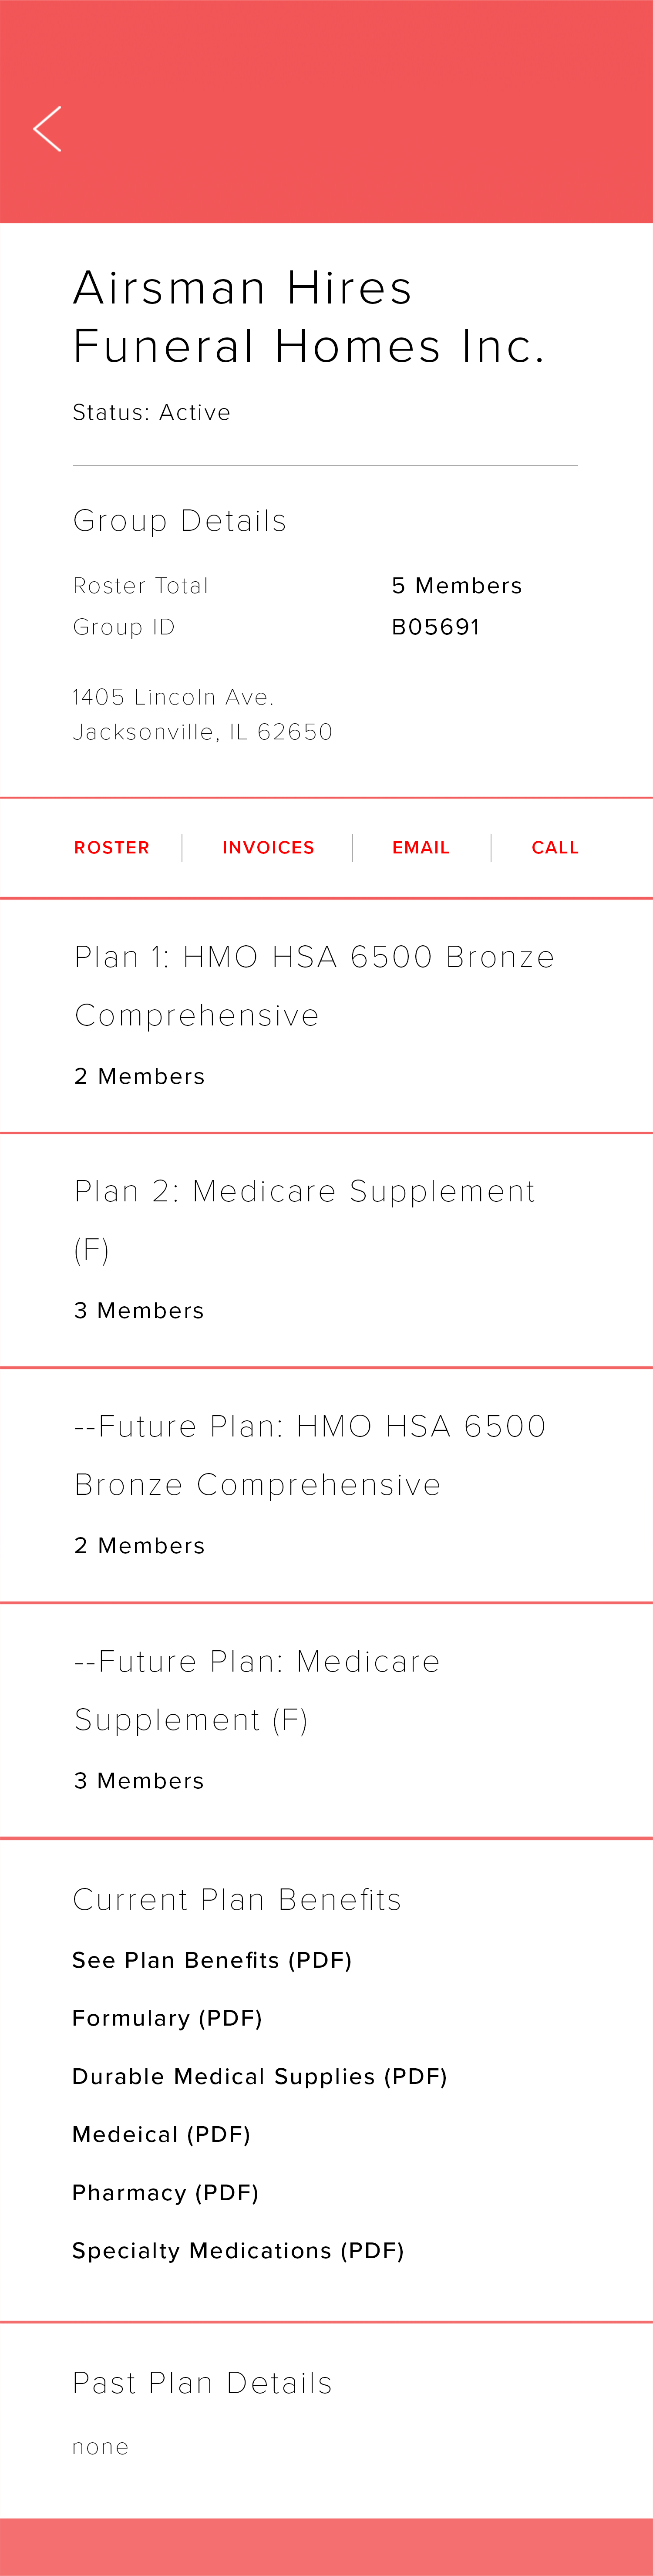 Airsman Hires
Funeral Homes Inc.
Status: Active
Group Details
Roster Total 5 Members
Group ID B05691
1405 Lincoln Ave.
Jacksonville, IL 62650
ROSTER INVOICES EMAIL CALL
Plan 1: HMO HSA 6500 Bronze
Comprehensive
2 Members
Plan 2: Medicare Supplement
(F)
3 Members
--Future Plan: HMO HSA 6500
Bronze Comprehensive
2 Members
--Future Plan: Medicare
Supplement (F)
3 Members
Current Plan Benefits
See Plan Benefits (PDF)
Formulary (PDF)
Durable Medical Supplies (PDF)
Medeical (PDF)
Pharmacy (PDF)
Specialty Medications (PDF)
Past Plan Details
none